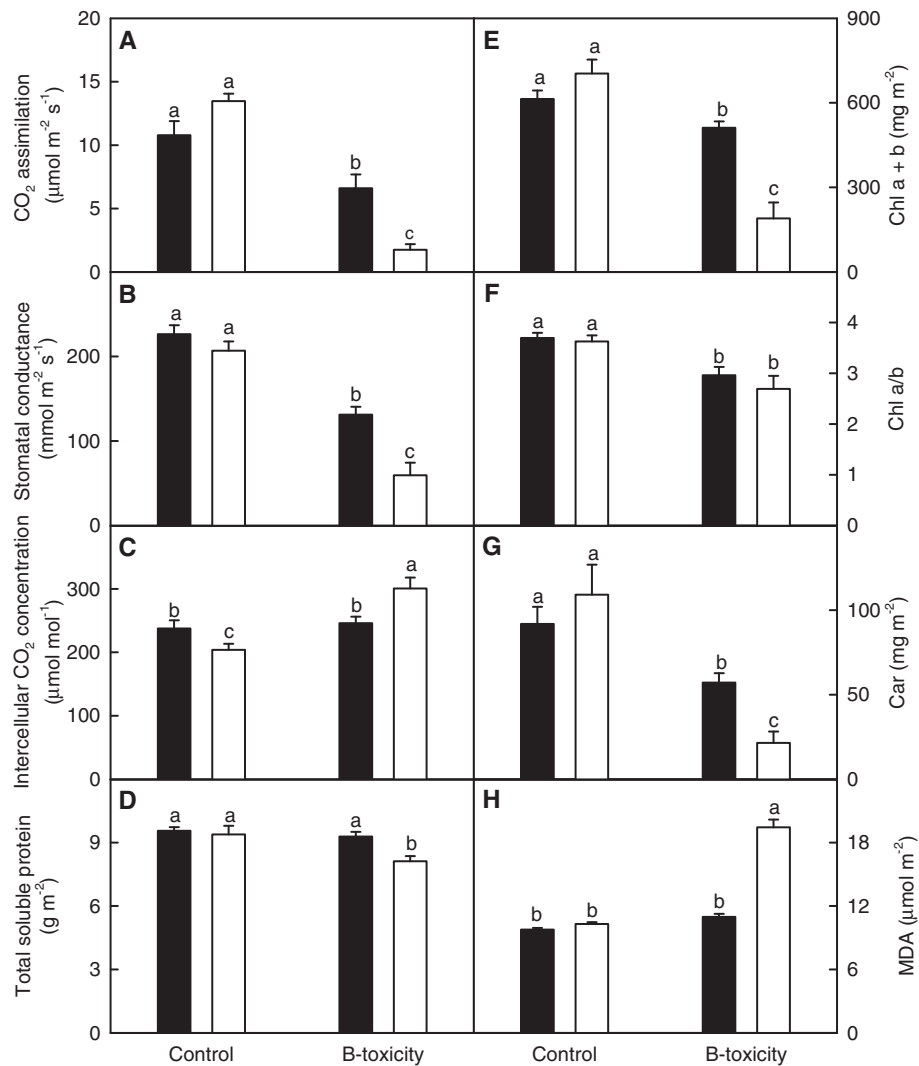 A
CO₂ assimilation
(μmol m⁻² s⁻¹)
20
15
10
5
0
a
a
b
c
E
Chl a + b (mg m⁻²)
900
600
300
0
a
a
b
c
B
Stomatal conductance
(mmol m⁻² s⁻¹)
200
100
0
a
a
b
c
F
Chl a/b
4
3
2
1
0
a
a
b
b
C
Intercellular CO₂ concentration
(μmol mol⁻¹)
300
200
100
0
b
c
b
a
G
Car (mg m⁻²)
100
50
0
a
a
b
c
D
Total soluble protein
(g m⁻²)
9
6
3
0
a
a
a
b
H
MDA (μmol m⁻²)
18
12
6
0
b
b
b
a
Control
B-toxicity
Control
B-toxicity